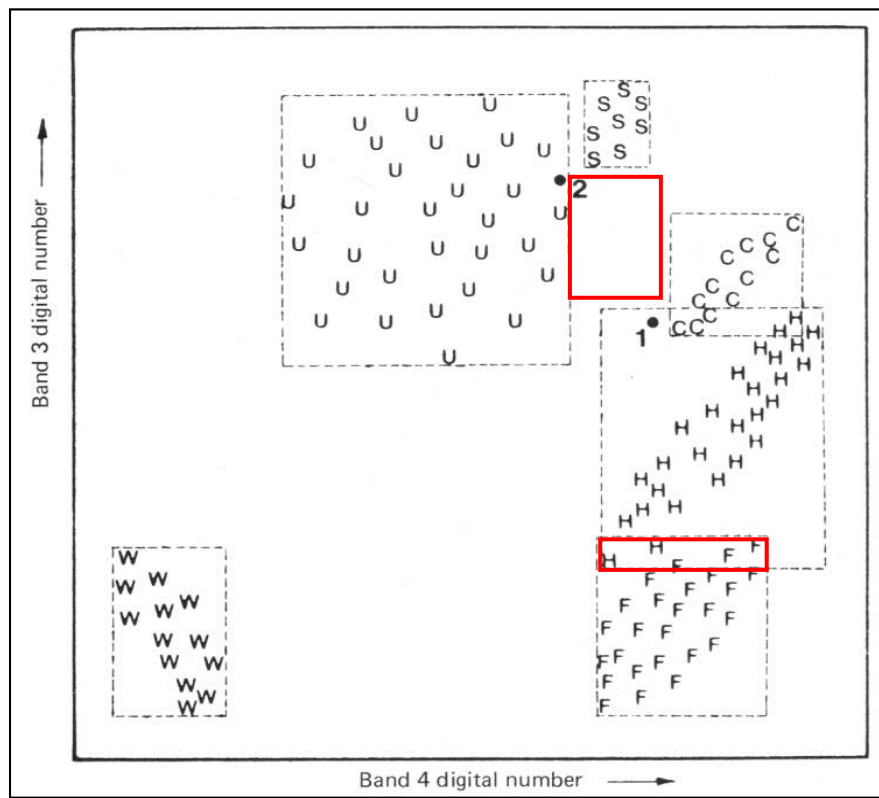 Band 3 digital number
S
U S S
U
U S S
S
U U U
U S
U U S
U
U U 2
U
U U U
U C
U U C C
U
U U C C
U U C
U U C
C C
U C H
U U U
1 C C H H
H H
U H
H
H H
H
H
H H
H H
H
H
H H
H H
H
H H
H
H F
W H F
F
W F F F
W F F
W F F
W F F
W F
F F F
W W F
W W F F F F
F
W F F
W F
W F
Band 4 digital number